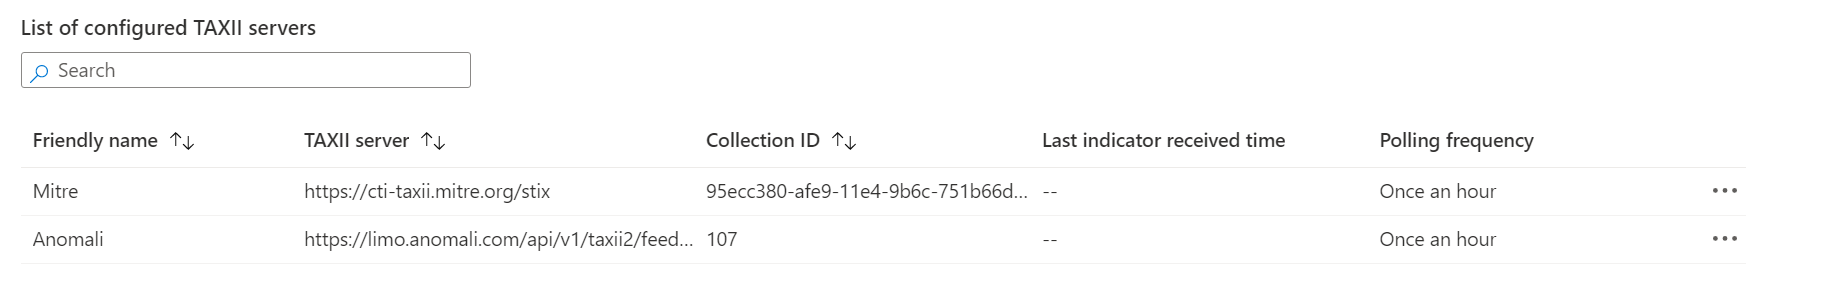 List of configured TAXII servers
Search
Friendly name TAXII server Collection ID Last indicator received time Polling frequency
Mitre https://cti-taxii.mitre.org/stix 95ecc380-afe9-11e4-9b6c-751b66d... -- Once an hour
Anomali https://limo.anomali.com/api/v1/taxii2/feed... 107 -- Once an hour